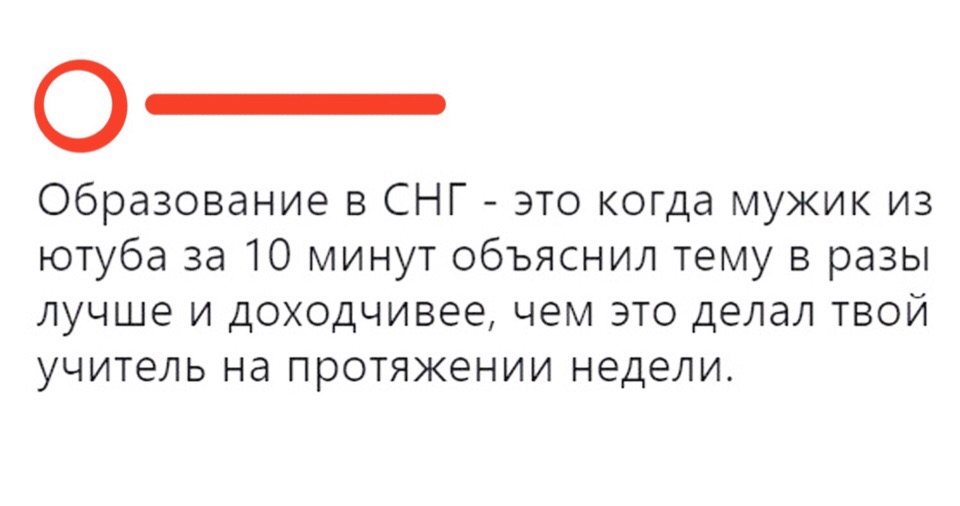 Образование в СНГ - это когда мужик из
ютуба за 10 минут объяснил тему в разы
лучше и доходчивее, чем это делал твой
учитель на протяжении недели.